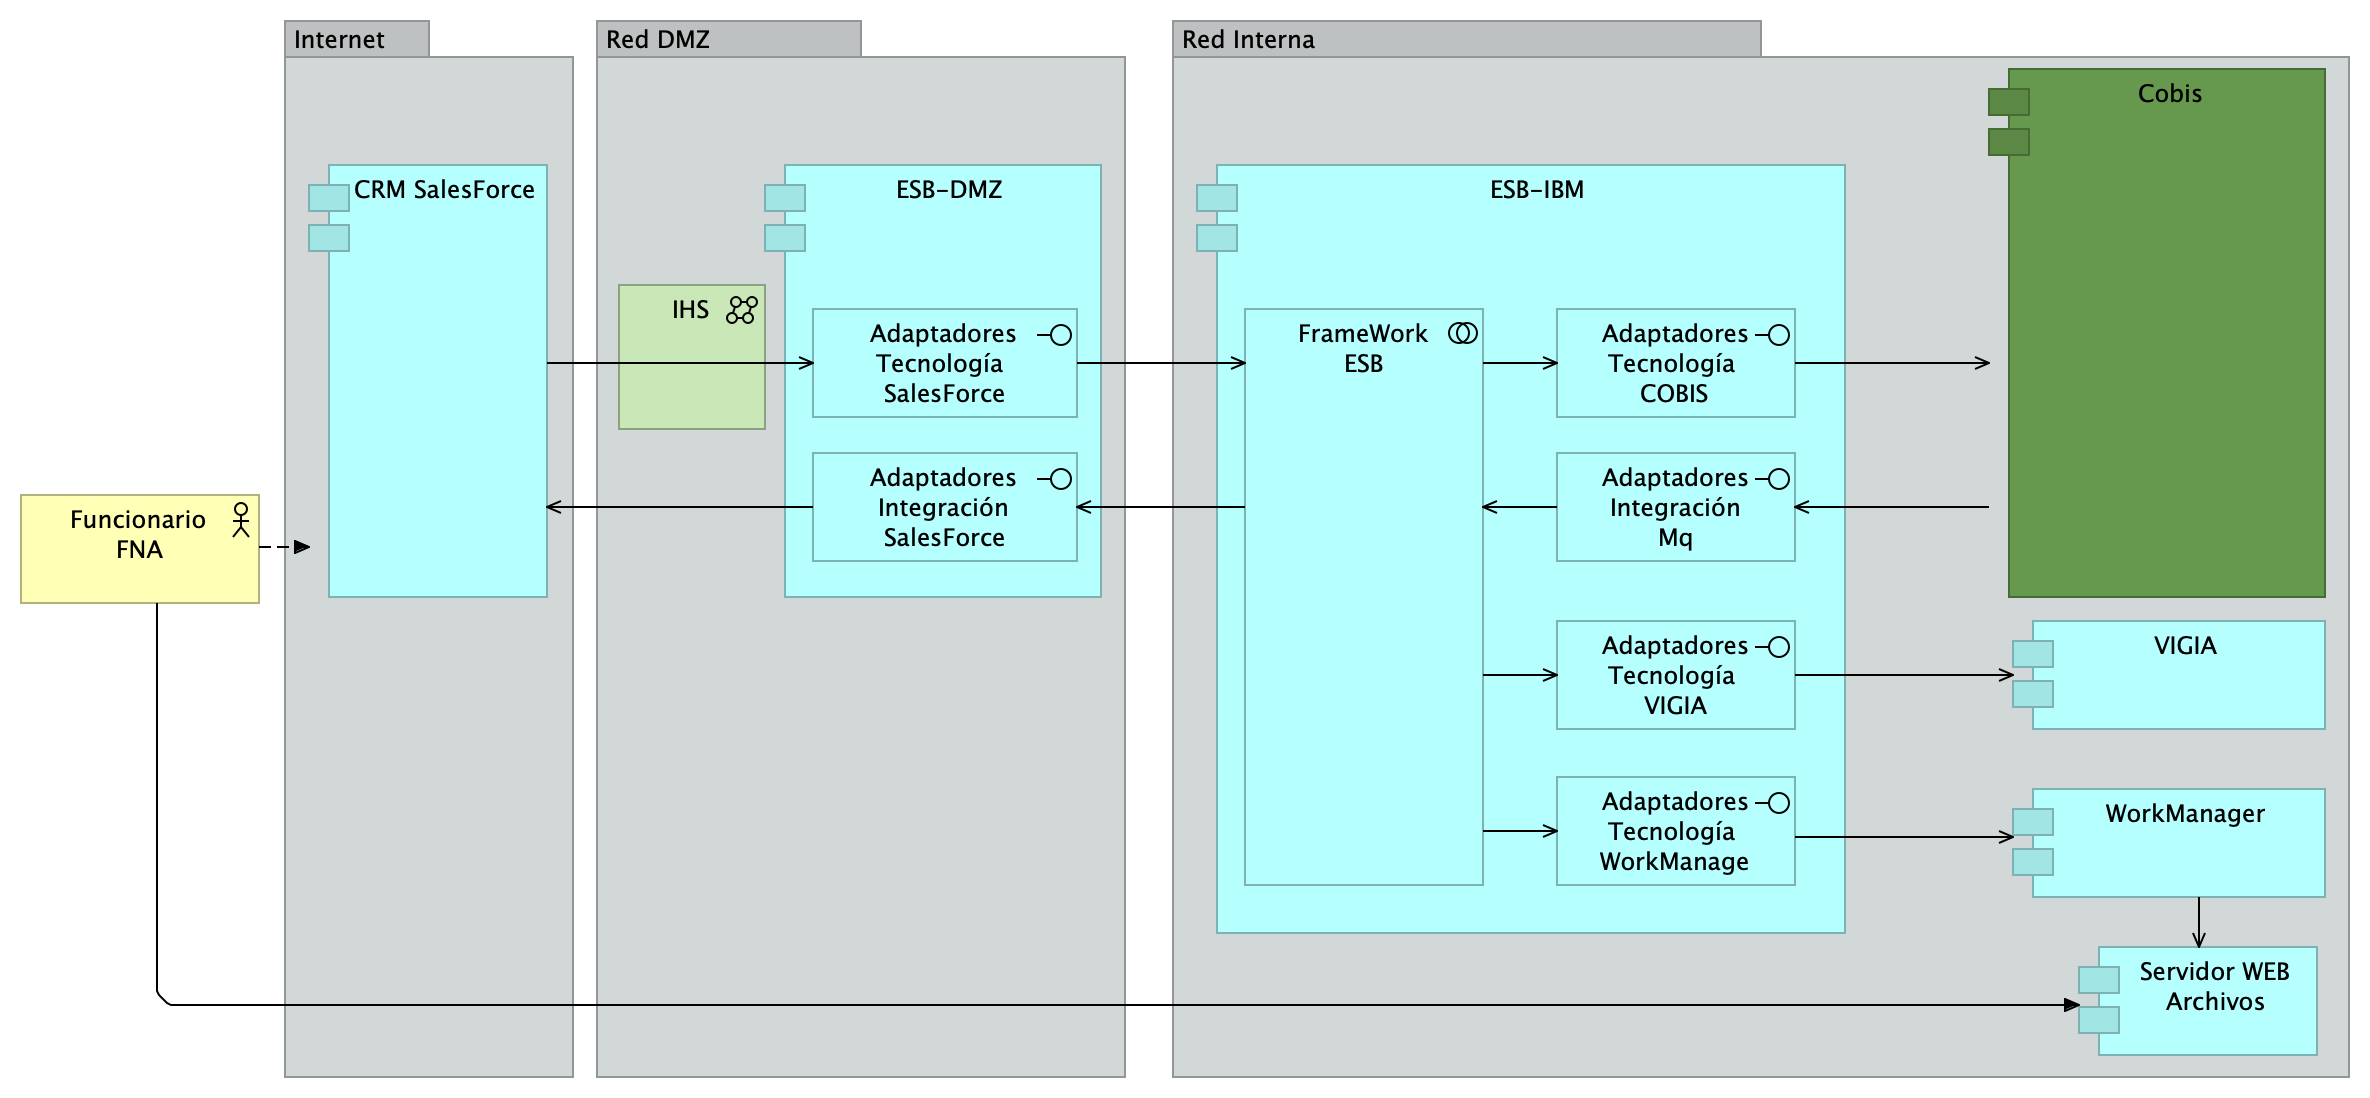 Internet
Red DMZ
Red Interna
Cobis
CRM SalesForce
ESB-DMZ
ESB-IBM
IHS
Adaptadores
Tecnología
SalesForce
FrameWork
ESB
Adaptadores
Tecnología
COBIS
Adaptadores
Integración
SalesForce
Adaptadores
Integración
Mq
Funcionario
FNA
Adaptadores
Tecnología
VIGIA
VIGIA
Adaptadores
Tecnología
WorkManage
WorkManager
Servidor WEB
Archivos